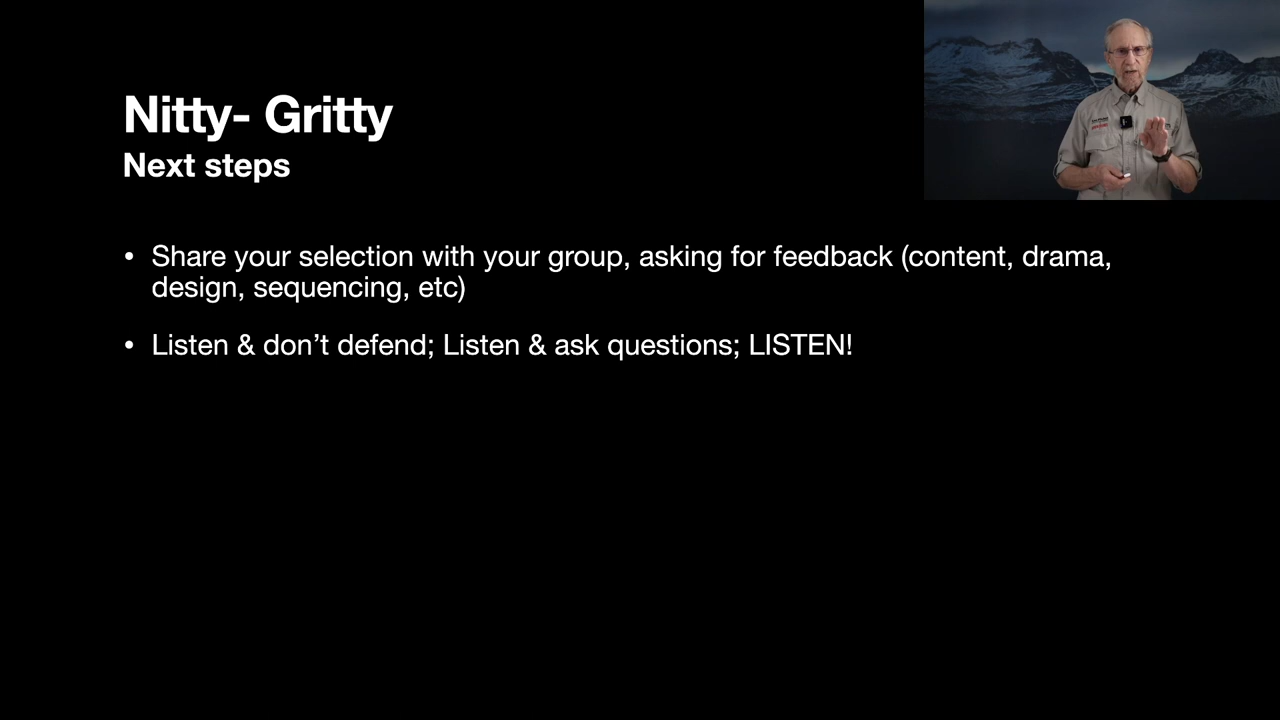 Nitty- Gritty
Next steps
• Share your selection with your group, asking for feedback (content, drama,
design, sequencing, etc)
• Listen & don’t defend; Listen & ask questions; LISTEN!